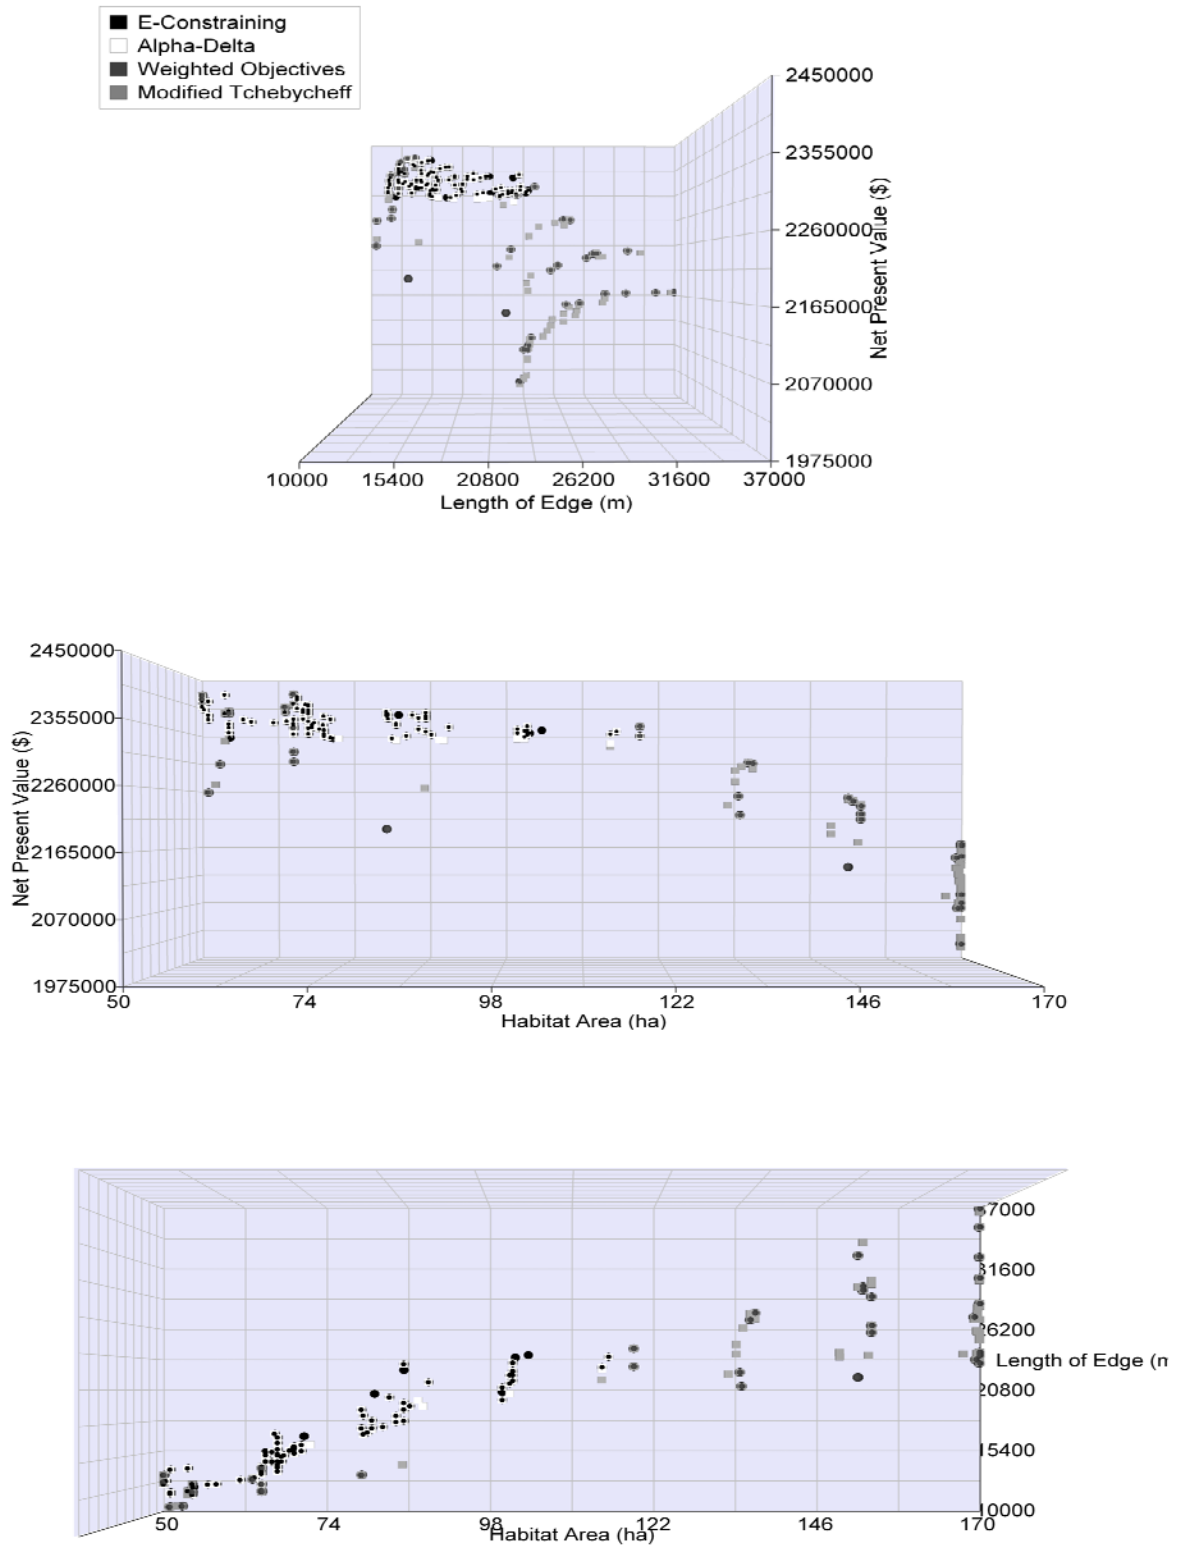 E-Constraining
Alpha-Delta
Weighted Objectives
Modified Tchebycheff
2450000
2355000
2260000
2165000
2070000
1975000
Net Present Value ($)
10000 15400 20800 26200 31600 37000
Length of Edge (m)
2450000
2355000
2260000
2165000
2070000
1975000
Net Present Value ($)
50 74 98 122 146 170
Habitat Area (ha)
37000
31600
26200
Length of Edge (m
20800
15400
10000
50 74 98 122 146 170
Habitat Area (ha)